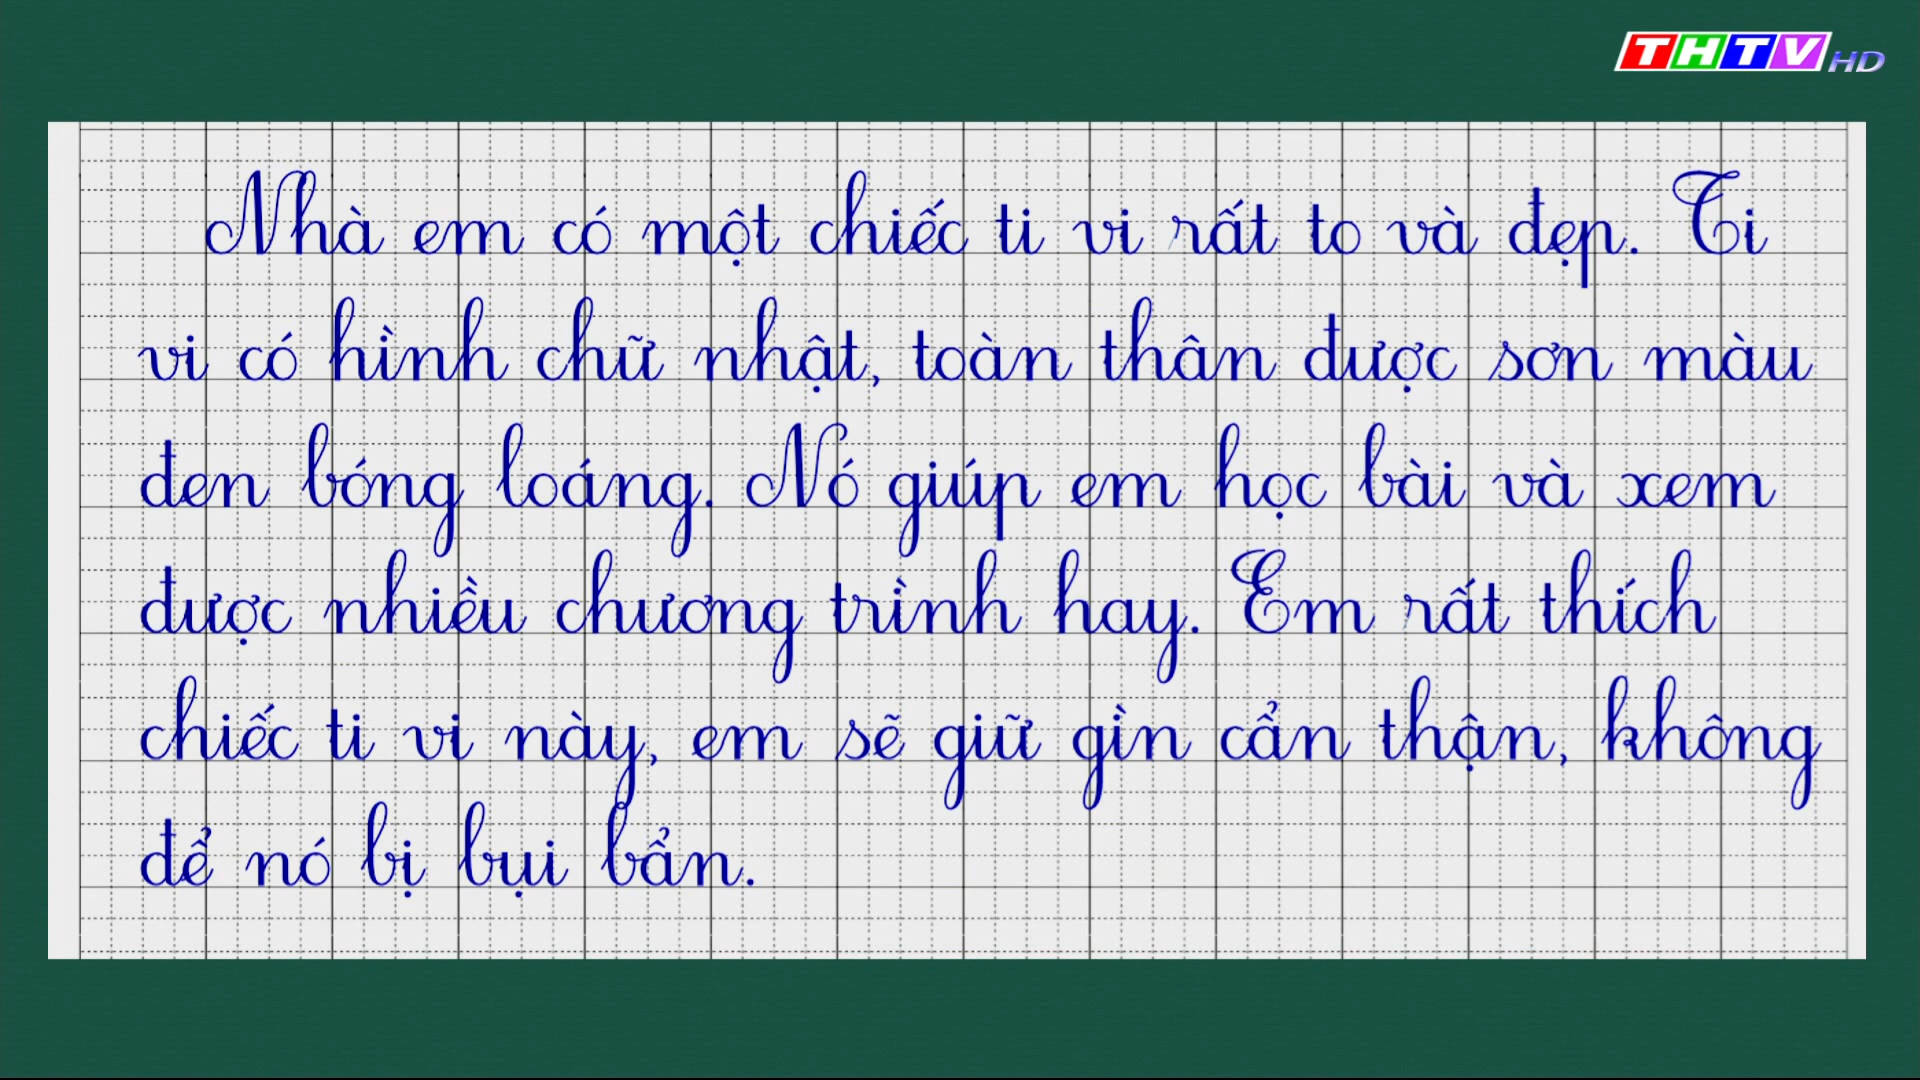 THTV HD
Nhà em có một chiếc ti vi rất to và đẹp. Ti
vi có hình chữ nhật, toàn thân được sơn màu
đen bóng loáng. Nó giúp em học bài và xem
được nhiều chương trình hay. Em rất thích
chiếc ti vi này, em sẽ giữ gìn cẩn thận, không
để nó bị bụi bẩn.